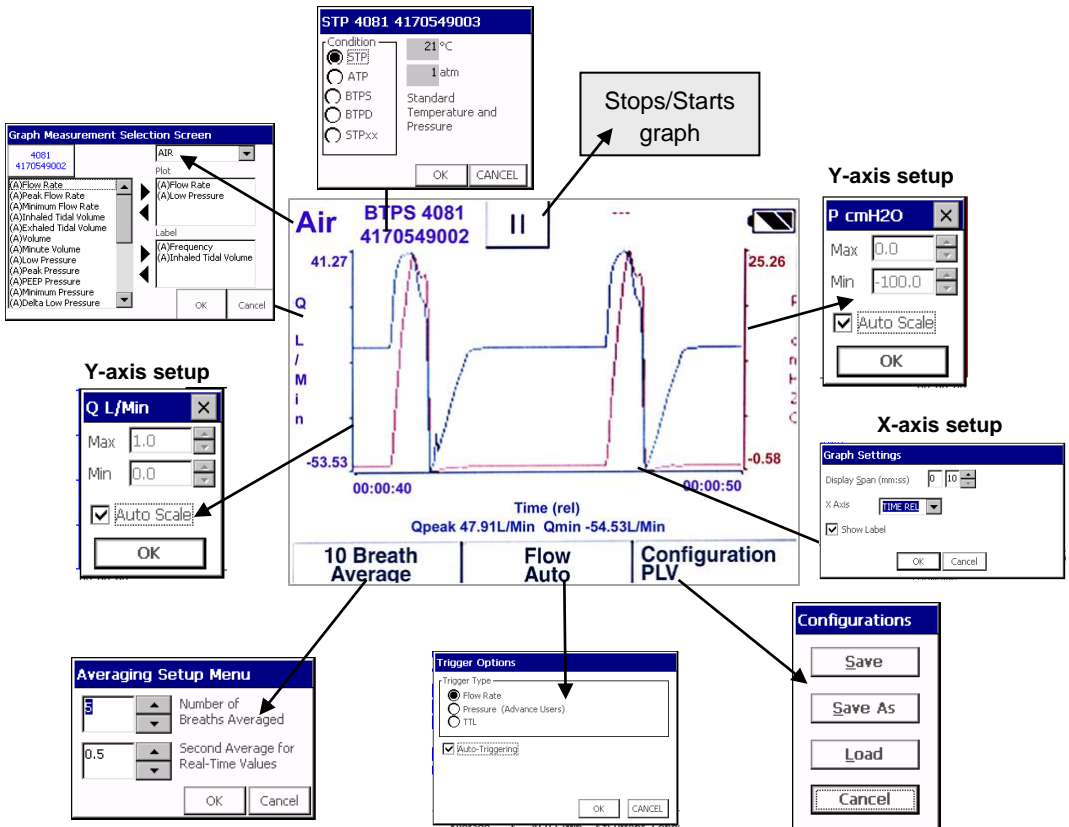 STP 4081 4170549003
Condition
STP
ATP
BTPS
BTPD
STPxx
21 °C
1 atm
Standard
Temperature and
Pressure
OK CANCEL
Stops/Starts
graph
Graph Measurement Selection Screen
4081
4170549002
AIR
Plot
(A)Flow Rate
(A)Peak Flow Rate
(A)Minimum Flow Rate
(A)Inhaled Tidal Volume
(A)Exhaled Tidal Volume
(A)Volume
(A)Minute Volume
(A)Low Pressure
(A)Peak Pressure
(A)PEEP Pressure
(A)Minimum Pressure
(A)Delta Low Pressure
(A)Flow Rate
(A)Low Pressure
Label
(A)Frequency
(A)Inhaled Tidal Volume
OK Cancel
Y-axis setup
P cmH2O
Max 0.0
Min -100.0
Auto Scale
OK
Air
BTPS 4081
4170549002
---
41.27
25.26
Q
L
/
M
i
n
-53.53
-0.58
00:00:40
00:00:50
Time (rel)
Qpeak 47.91L/Min Qmin -54.53L/Min
10 Breath
Average
Flow
Auto
Configuration
PLV
Y-axis setup
Q L/Min
Max 1.0
Min 0.0
Auto Scale
OK
X-axis setup
Graph Settings
Display Span (mm:ss) 0 10
X Axis TIME REL
Show Label
OK Cancel
Averaging Setup Menu
5
Number of
Breaths Averaged
0.5
Second Average for
Real-Time Values
OK Cancel
Trigger Options
Trigger Type
Flow Rate
Pressure (Advance Users)
TTL
Auto-Triggering
OK CANCEL
Configurations
Save
Save As
Load
Cancel